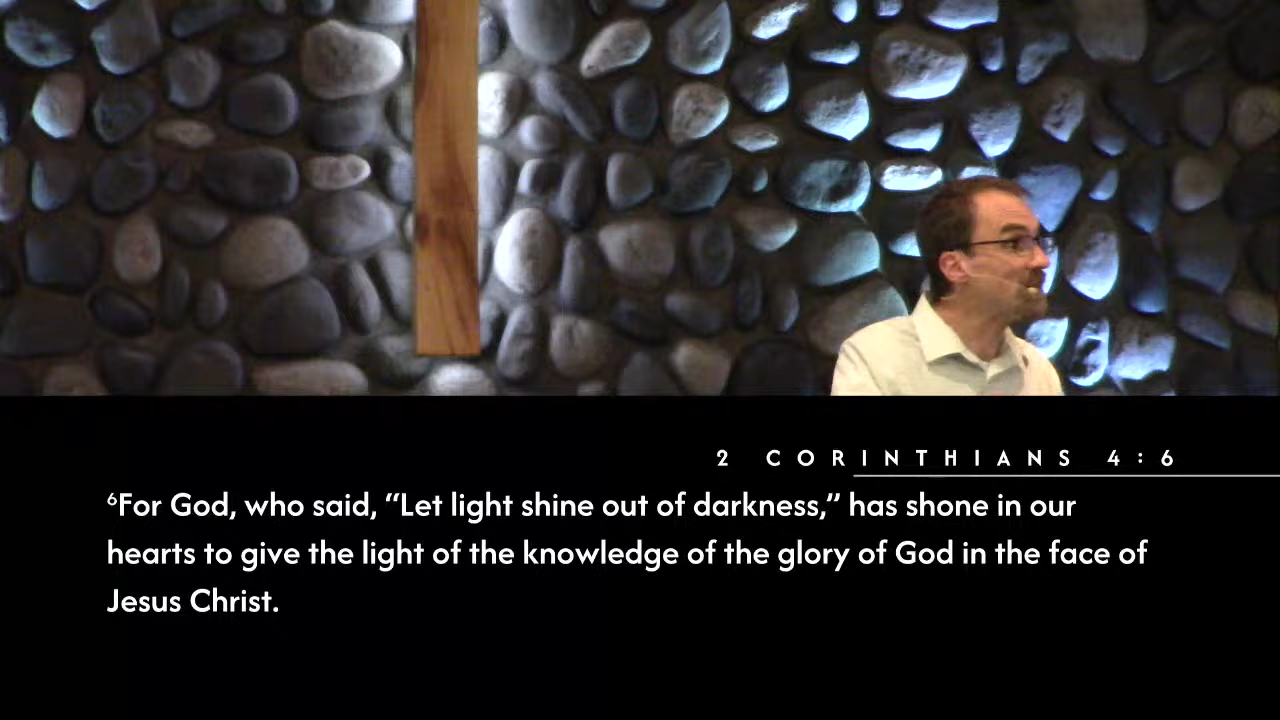 2 CORINTHIANS 4:6
⁶For God, who said, “Let light shine out of darkness,” has shone in our
hearts to give the light of the knowledge of the glory of God in the face of
Jesus Christ.